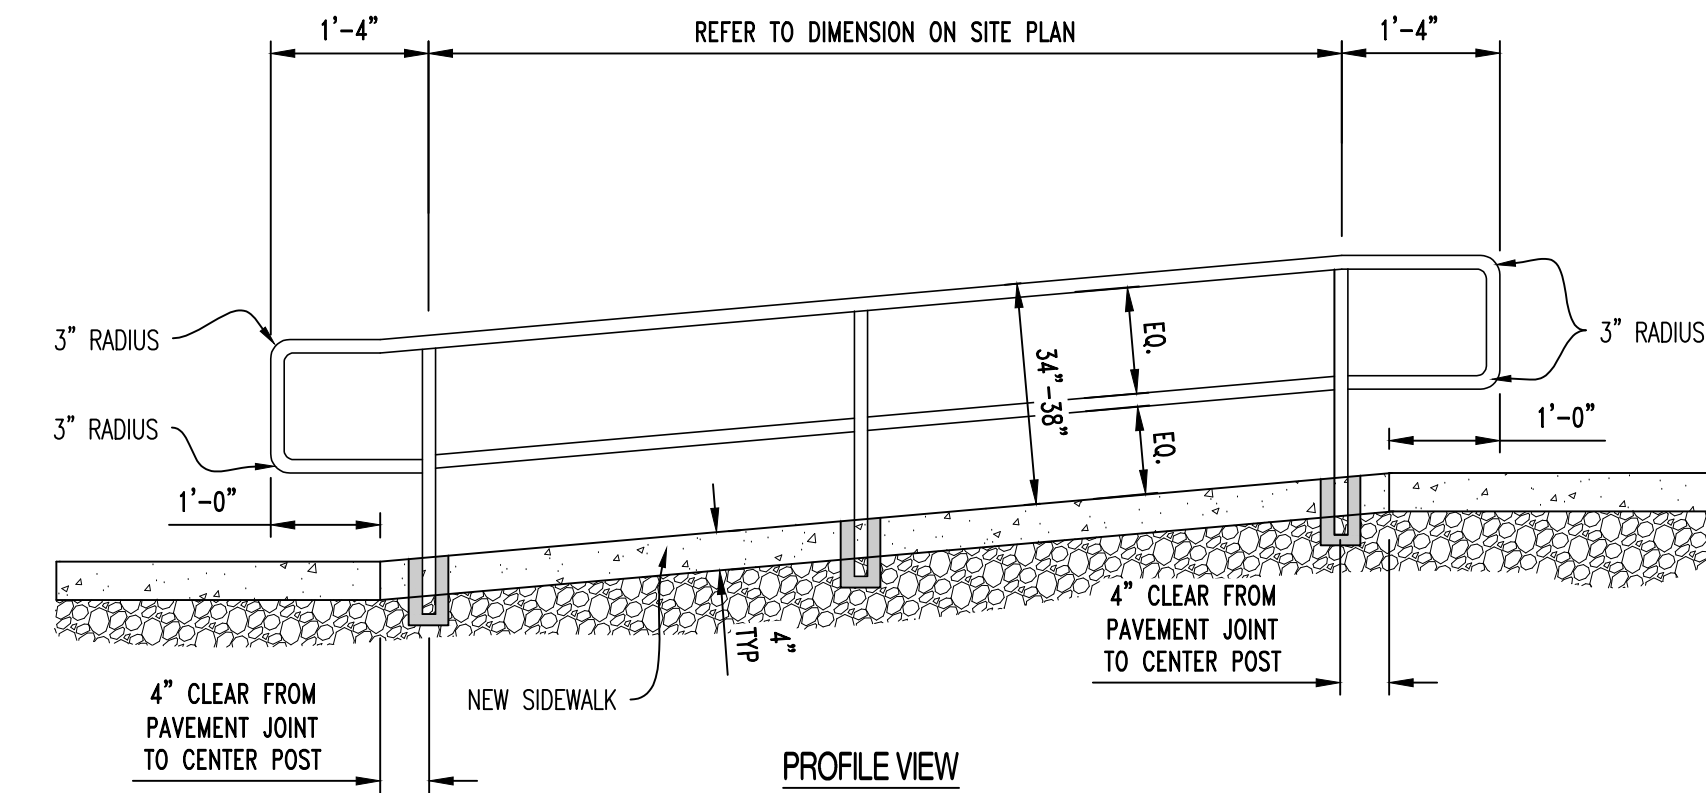 1'-4"
REFER TO DIMENSION ON SITE PLAN
1'-4"
3" RADIUS
3" RADIUS
EQ.
34"-38"
EQ.
3" RADIUS
1'-0"
1'-0"
4" CLEAR FROM
PAVEMENT JOINT
TO CENTER POST
4"
TYP
NEW SIDEWALK
4" CLEAR FROM
PAVEMENT JOINT
TO CENTER POST
PROFILE VIEW